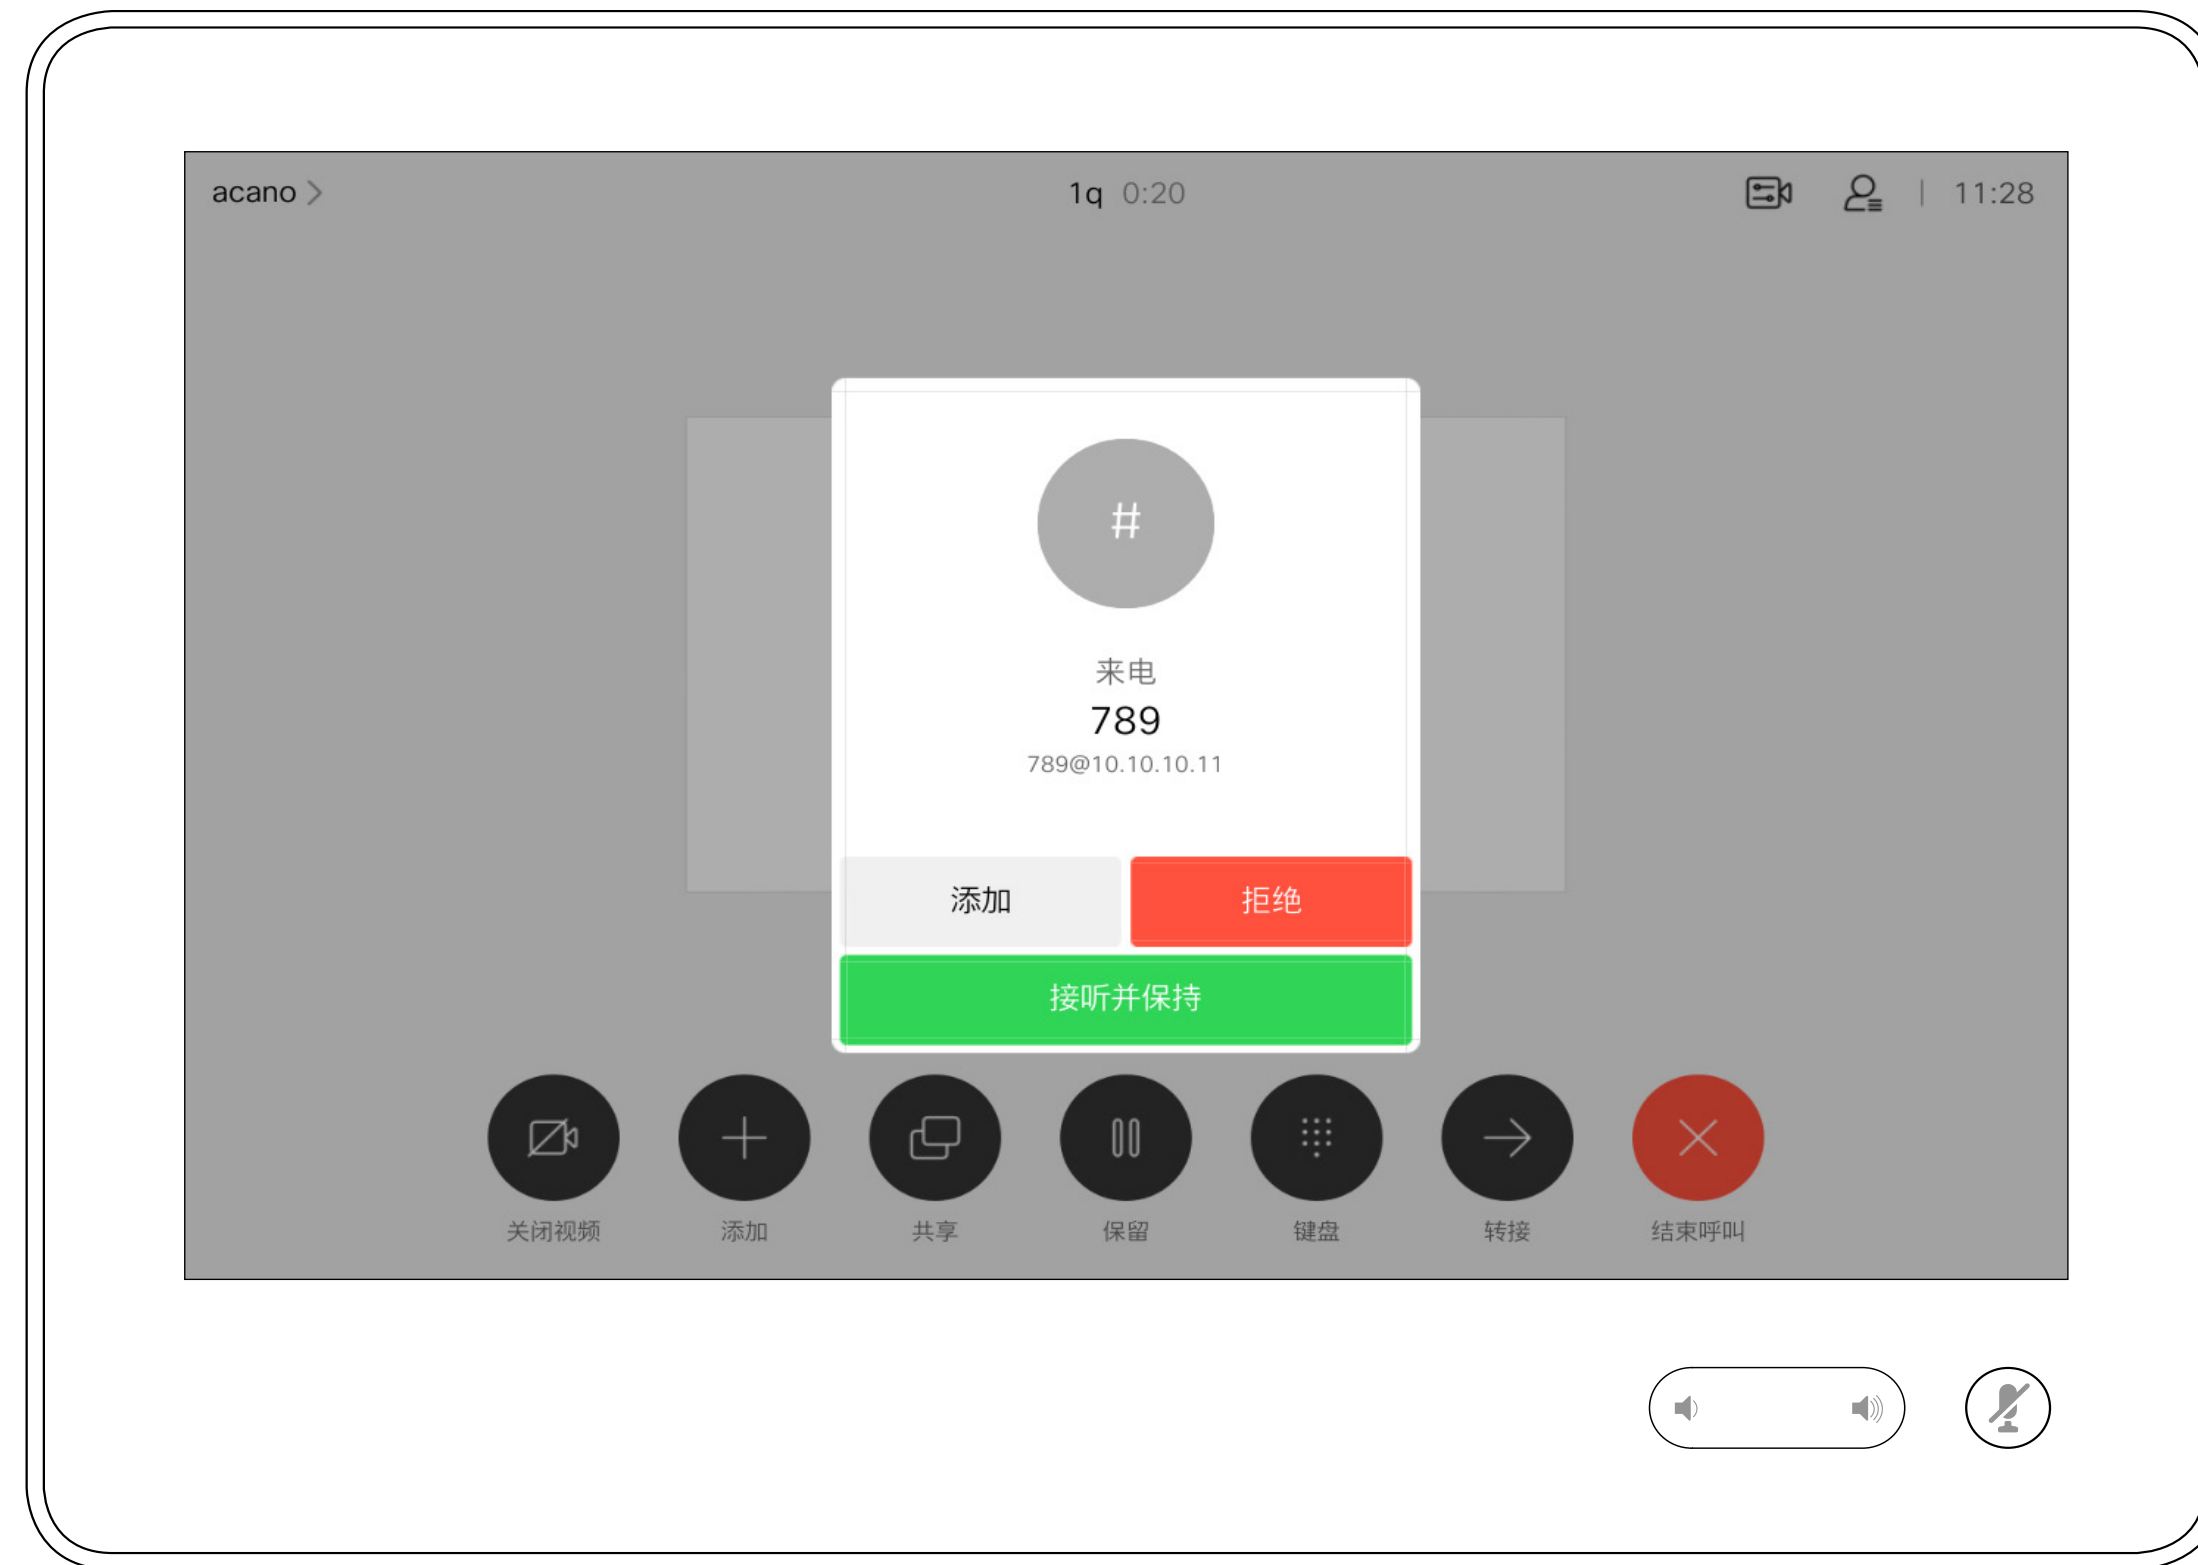 acano
1q 0:20
11:28
#
来电
789
789@10.10.10.11
添加
拒绝
接听并保持
关闭视频
添加
共享
保留
键盘
转接
结束呼叫